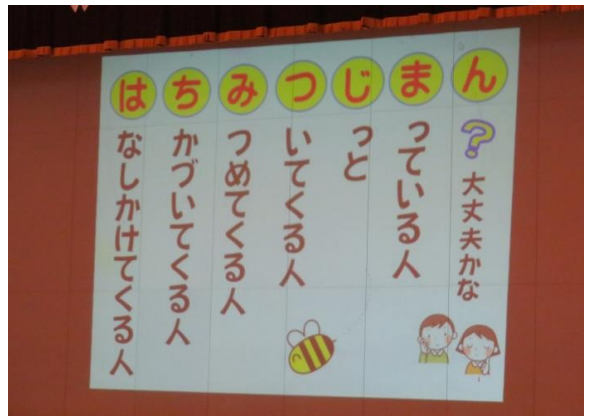 はなしかけてくる人
ちかづいてくる人
みつめてくる人
ついてくる人
じっと
まっている人
ん?大丈夫かな